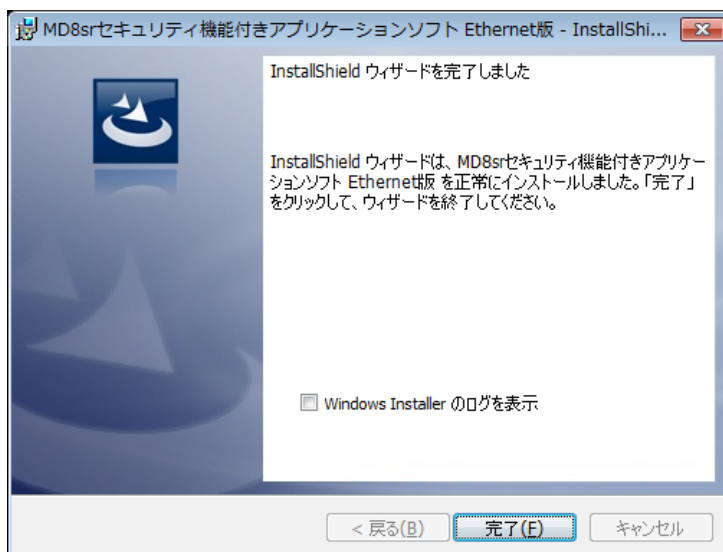 MD8srセキュリティ機能付きアプリケーションソフト Ethernet版 - InstallShi...
InstallShield ウィザードを完了しました
InstallShield ウィザードは、MD8srセキュリティ機能付きアプリケー
ションソフト Ethernet版 を正常にインストールしました。「完了」
をクリックして、ウィザードを終了してください。
Windows Installer のログを表示
< 戻る(B)
完了(F)
キャンセル